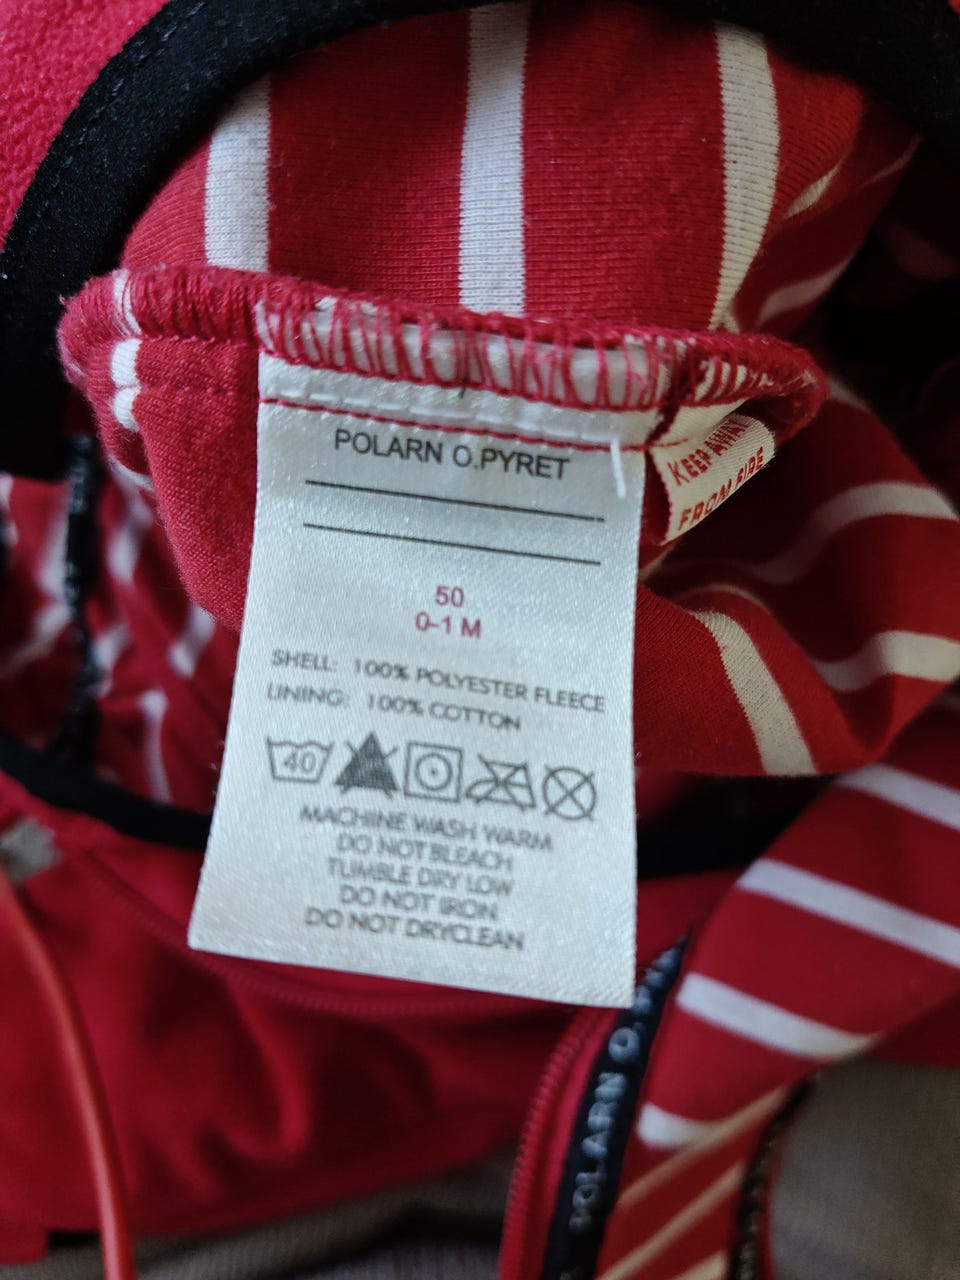 POLARN O.PYRET
KEEP AWAY
FROM FIRE
50
0-1 M
SHELL: 100% POLYESTER FLEECE
LINING: 100% COTTON
40
MACHINE WASH WARM
DO NOT BLEACH
TUMBLE DRY LOW
DO NOT IRON
DO NOT DRYCLEAN
POLARN O.